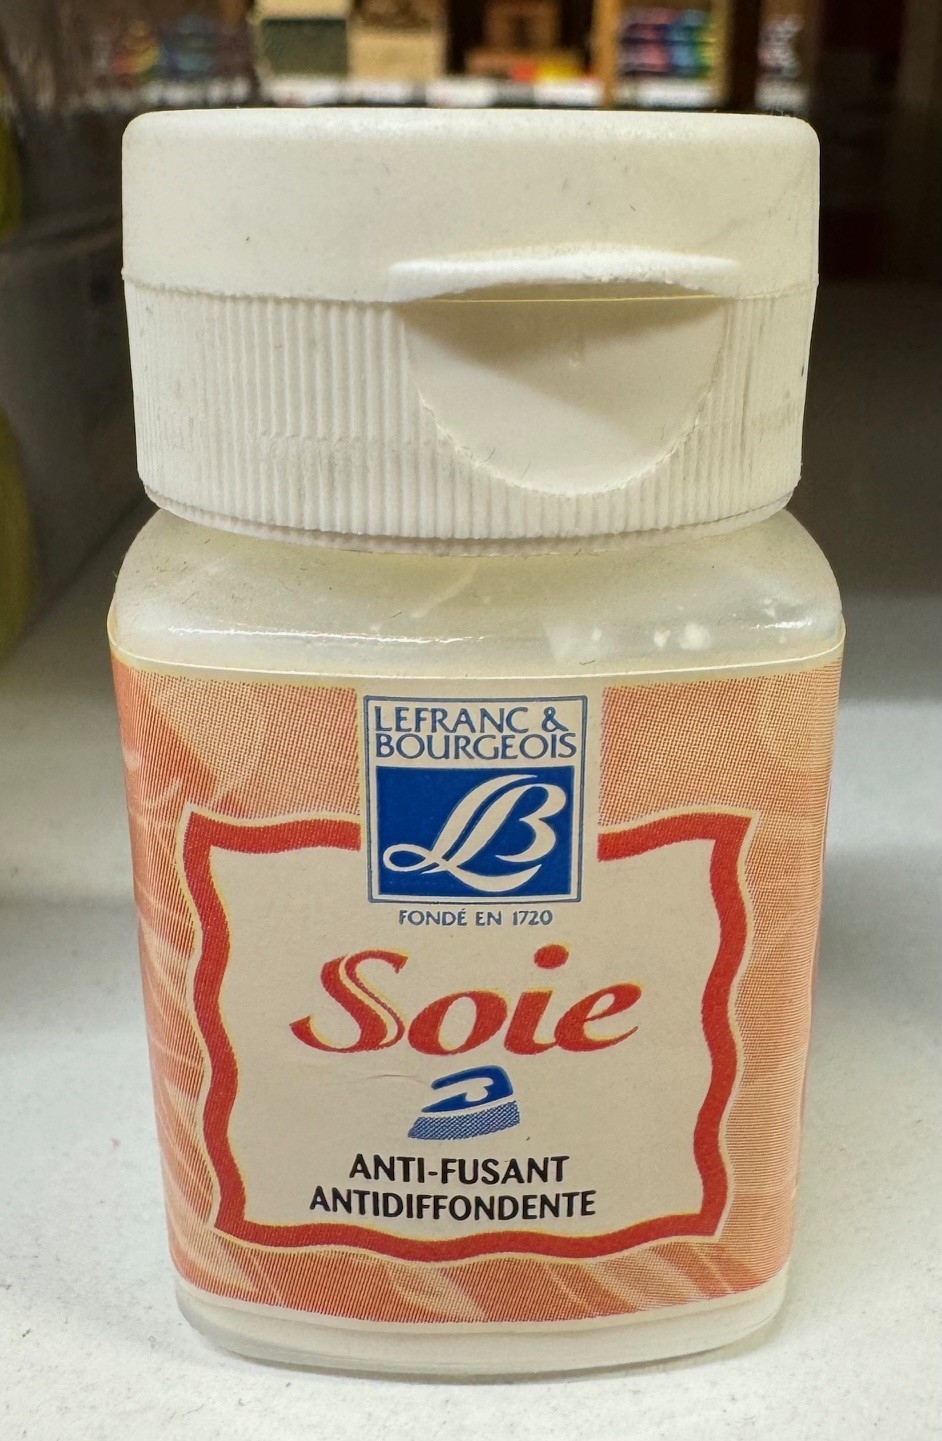 LEFRANC &
BOURGEOIS
LB
FONDÉ EN 1720
Soie
ANTI-FUSANT
ANTIDIFFONDENTE